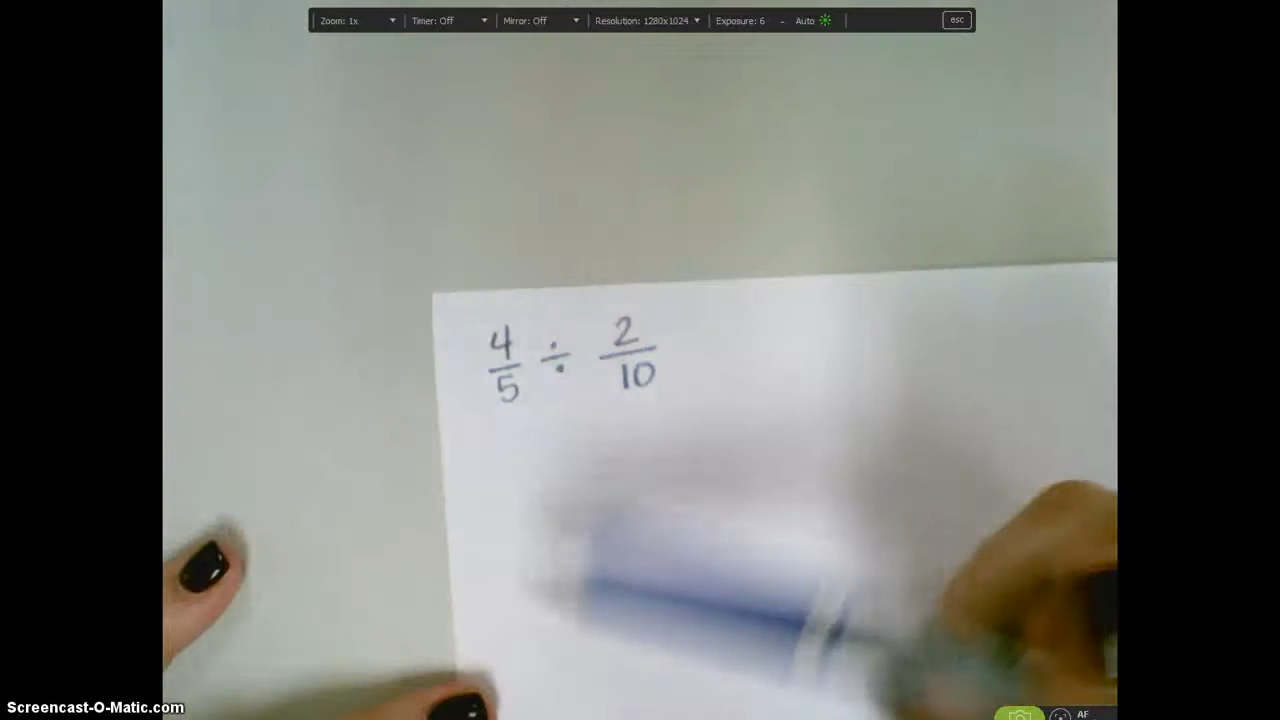 Zoom: 1x Timer: Off Mirror: Off Resolution: 1280x1024 Exposure: 6 - Auto esc
4/5 ÷ 2/10
Screencast-O-Matic.com AF